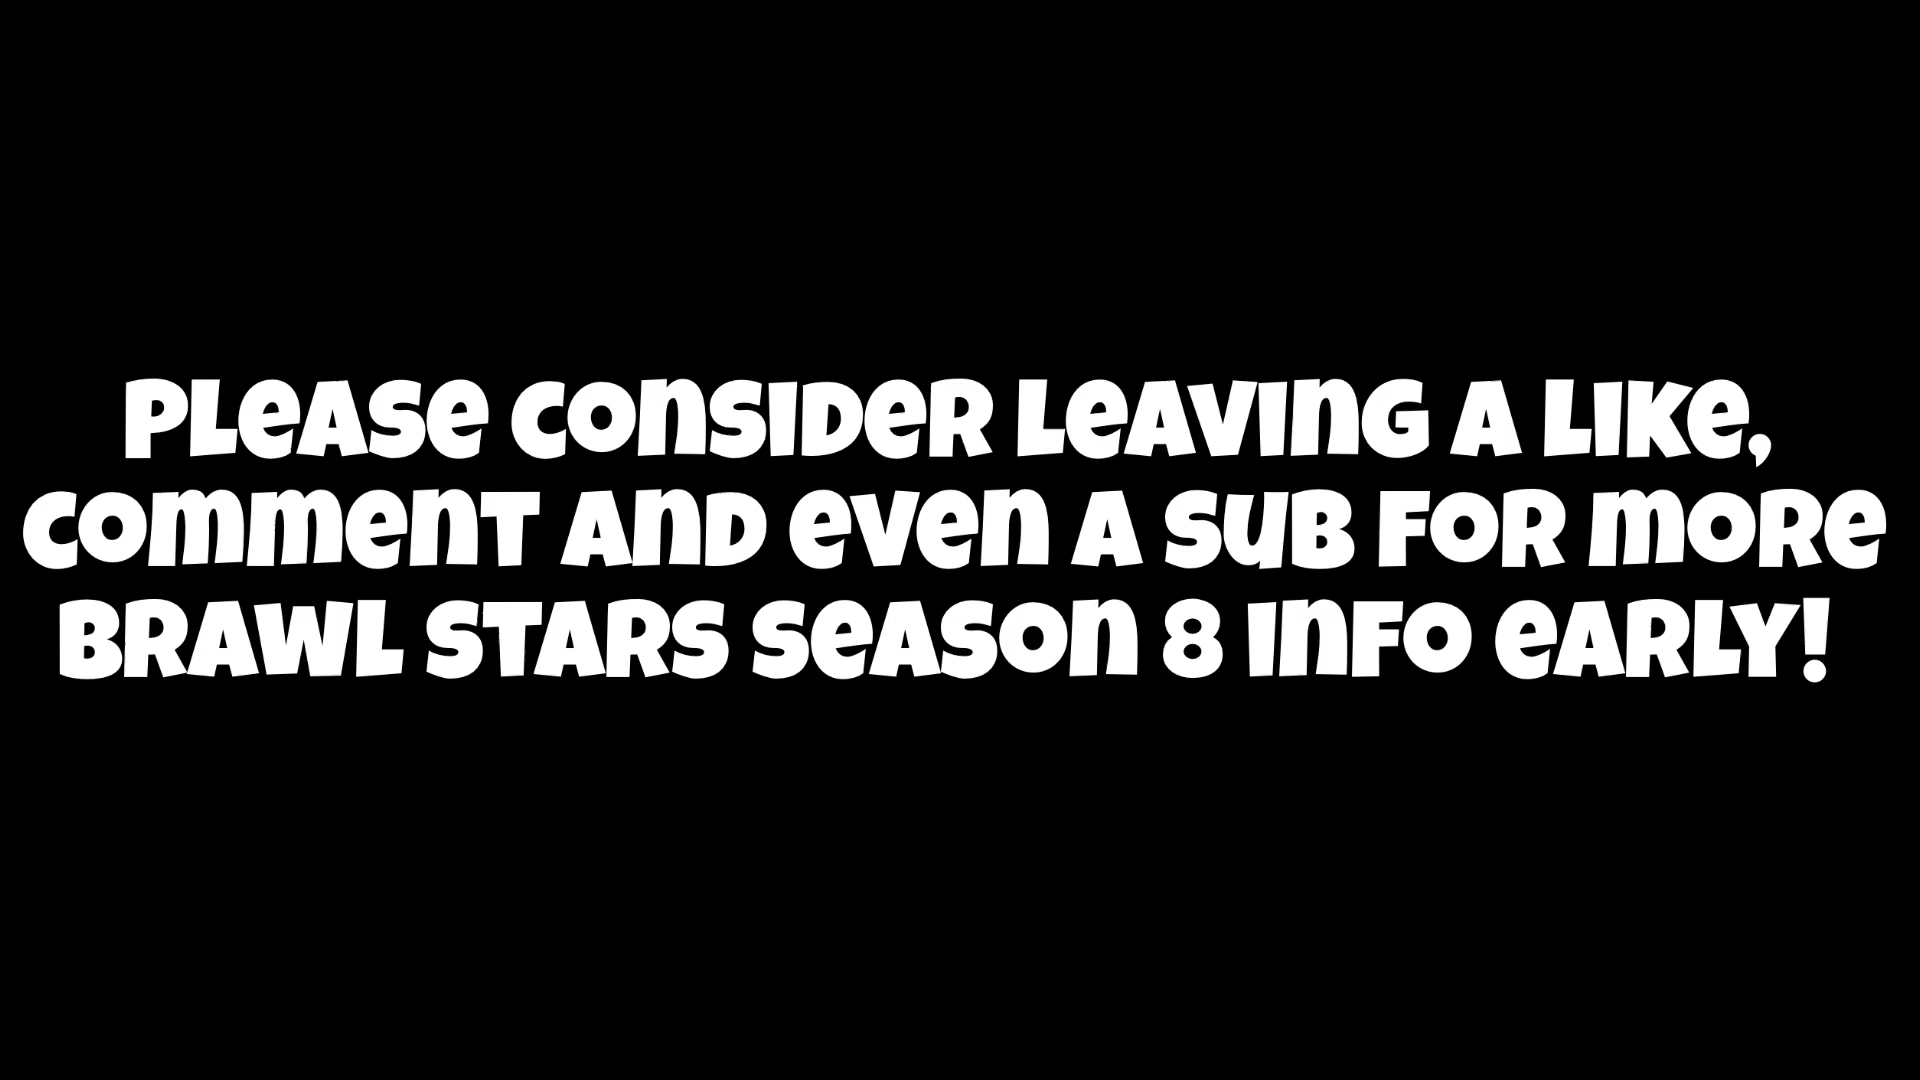 Please consider leaving a like,
comment and even a sub for more
Brawl Stars Season 8 info early!